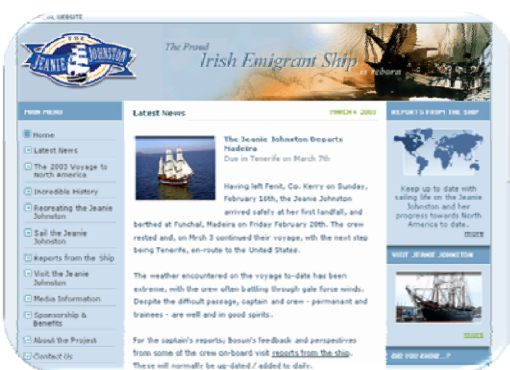 WEBSITE
THE
JEANIE JOHNSTON
The Proud
Irish Emigrant Ship
is reborn
MAIN MENU
Home
Latest News
The 2003 Voyage to
North America
Incredible History
Recreating the Jeanie
Johnston
Sail the Jeanie
Johnston
Reports from the Ship
Visit the Jeanie
Johnston
Media Information
Sponsorship &
Benefits
About the Project
Contact Us
Latest News
MARCH 4 2003
The Jeanie Johnston Departs
Madeira
Due in Tenerife on March 7th
Having left Fenit, Co. Kerry on Sunday,
February 16th, the Jeanie Johnston
arrived safely at her first landfall, and
berthed at Funchal, Madeira on Friday February 28th. The crew
rested and, on Mrch 3 continued their voyage, wth the next stop
being Tenerife, en-route to the United States.
The weather encountered on the voyage to-date has been
extreme, with the crew often battling through gale force winds.
Despite the difficult passage, captain and crew - permanent and
trainees - are well and in good spirits.
For the captain's reports; Bosun's feedback and perspectives
from some of the crew on-board visit reports from the ship.
These will normally be up-dated / added to daily.
REPORTS FROM THE SHIP
Keep up to date with
sailing life on the Jeanie
Johnston and her
progress towards North
America to date.
more
VISIT JEANIE JOHNSTON
more
DID YOU KNOW...?